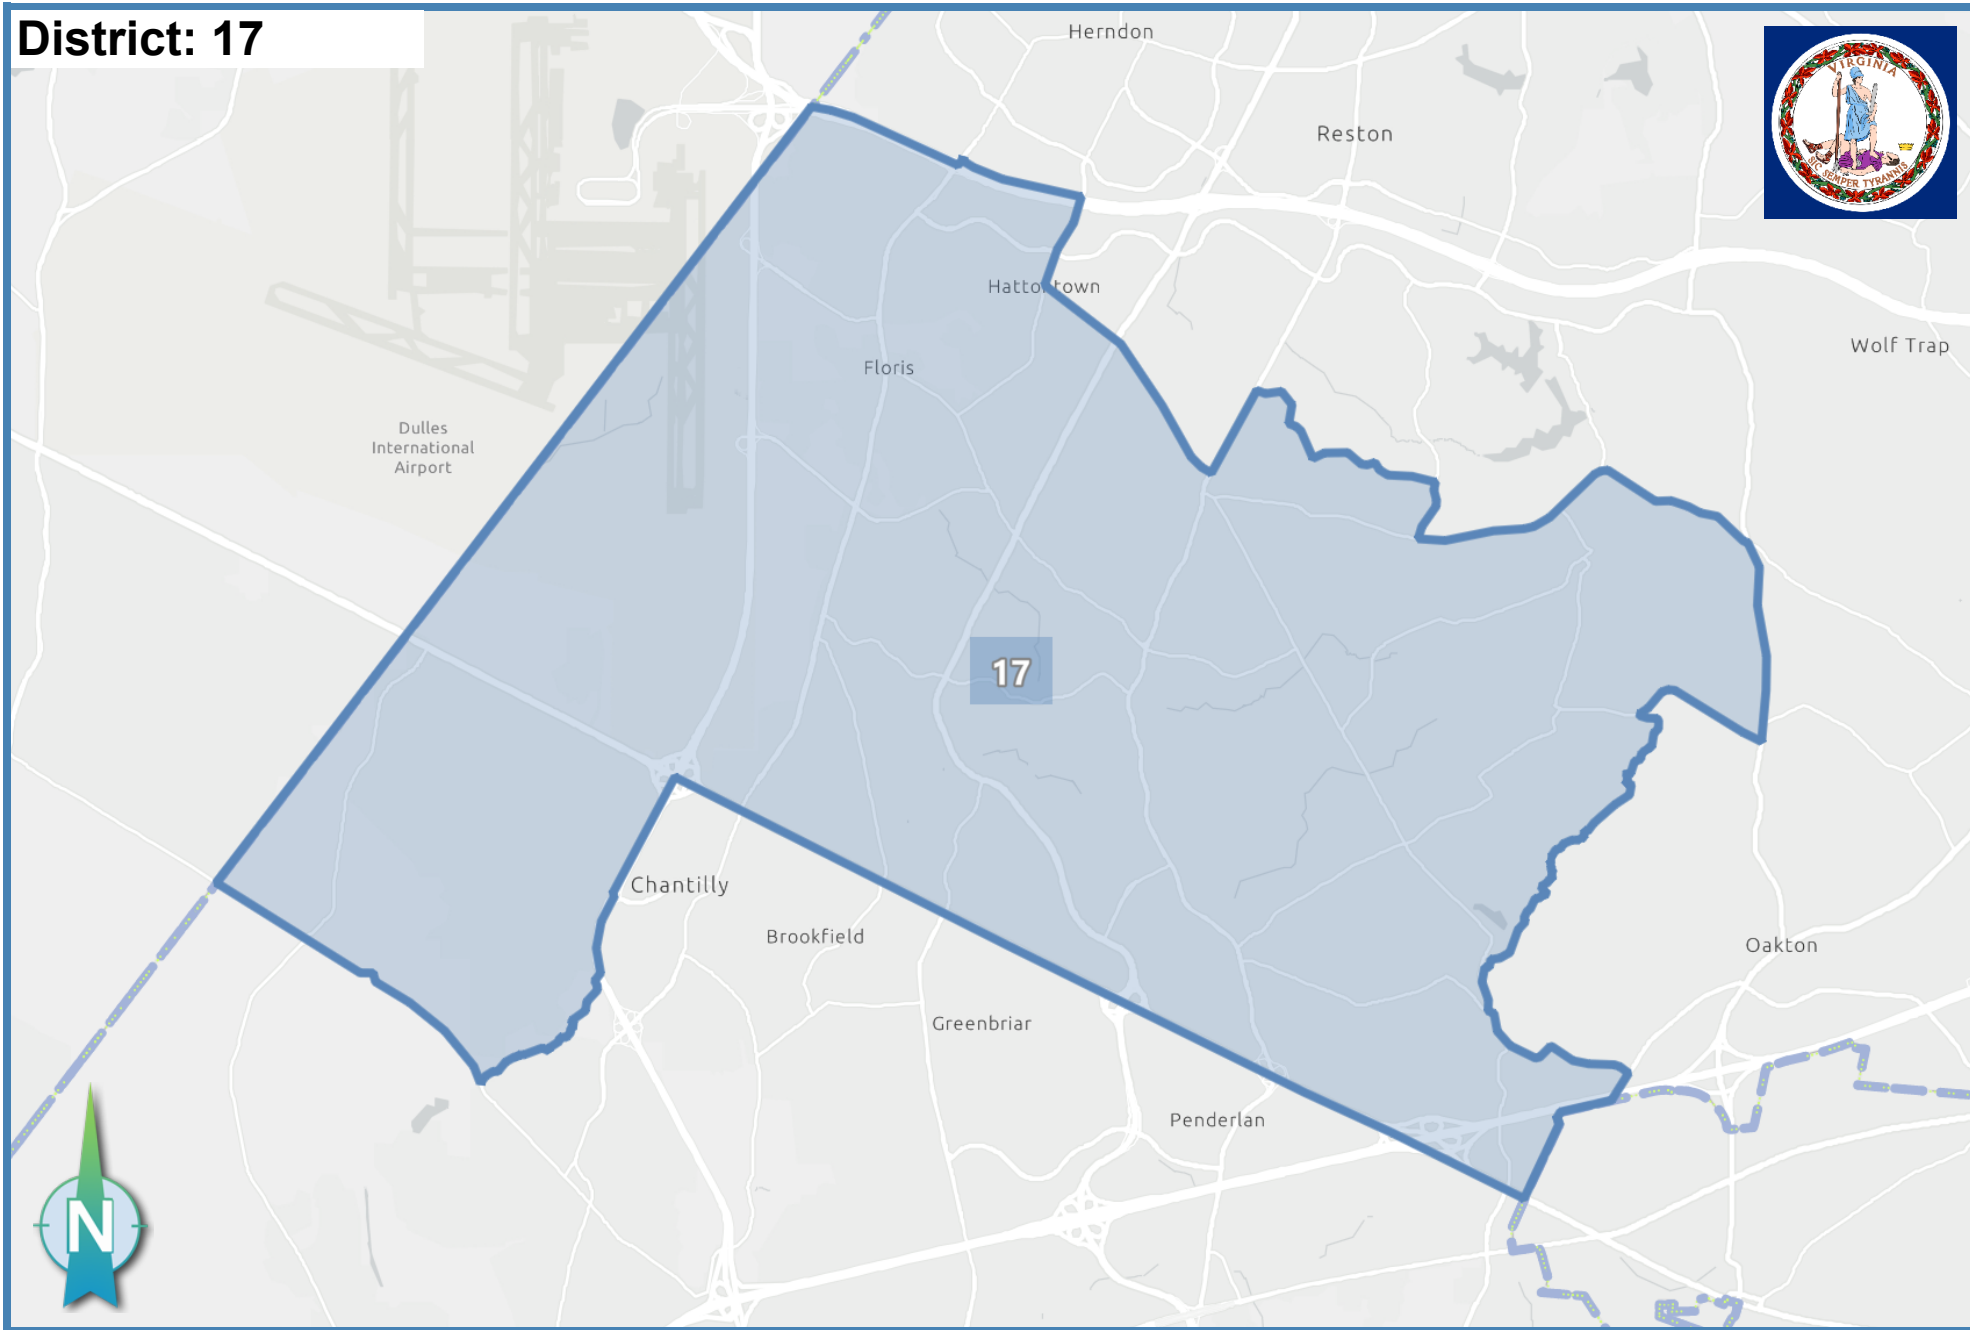 District: 17
Herndon
VIRGINIA
Reston
SIC SEMPER TYRANNIS
Hattontown
Wolf Trap
Floris
Dulles
International
Airport
17
Chantilly
Brookfield
Oakton
Greenbriar
Penderlan
N